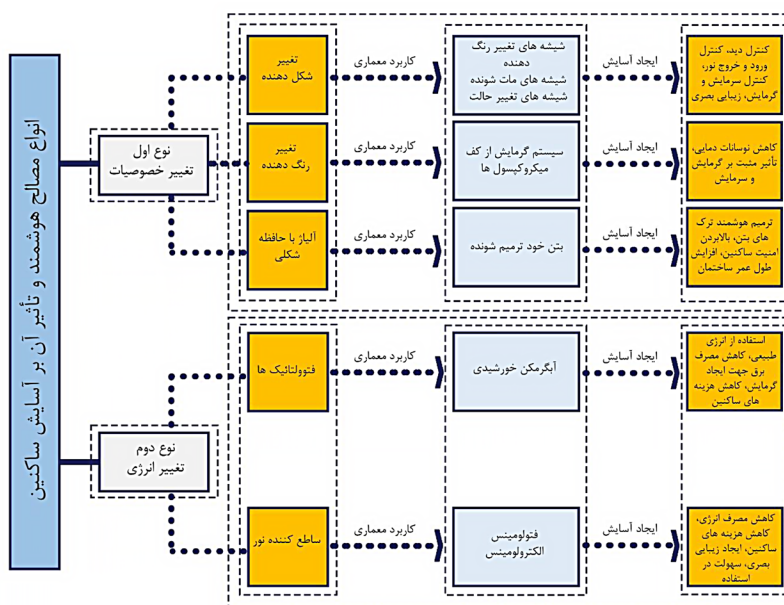 انواع مصالح هوشمند و تأثیر آن بر آسایش ساکنین
نوع اول
تغییر خصوصیات
تغییر
شکل دهنده
کاربرد معماری
شیشه های تغییر رنگ
دهنده
شیشه های مات شونده
شیشه های تغییر حالت
ایجاد آسایش
کنترل دید، کنترل
ورود و خروج نور،
کنترل سرمایش و
گرمایش، زیبایی بصری
تغییر
رنگ دهنده
کاربرد معماری
سیستم گرمایش از کف
میکروکپسول ها
ایجاد آسایش
کاهش نوسانات دمایی،
تأثیر مثبت بر گرمایش
و سرمایش
آلیاژ با حافظه
شکلی
کاربرد معماری
بتن خود ترمیم شونده
ایجاد آسایش
ترمیم هوشمند ترک
های بتن، بالابردن
امنیت ساکنین، افزایش
طول عمر ساختمان
نوع دوم
تغییر انرژی
فتوولتائیک ها
کاربرد معماری
آبگرمکن خورشیدی
ایجاد آسایش
استفاده از انرژی
طبیعی، کاهش مصرف
برق جهت ایجاد
گرمایش، کاهش هزینه
های ساکنین
ساطع کننده نور
کاربرد معماری
فتولومینس
الکترولومینس
ایجاد آسایش
کاهش مصرف انرژی،
کاهش هزینه های
ساکنین، ایجاد زیبایی
بصری، سهولت در
استفاده